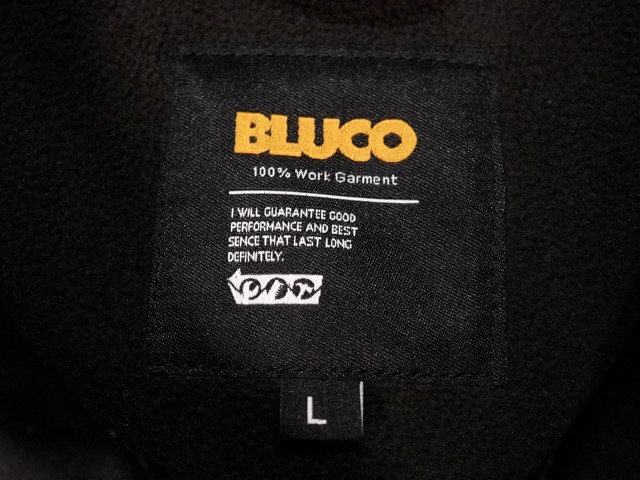 BLUCO
100% Work Garment
I WILL GUARANTEE GOOD
PERFORMANCE AND BEST
SENCE THAT LAST LONG
DEFINITELY.
L